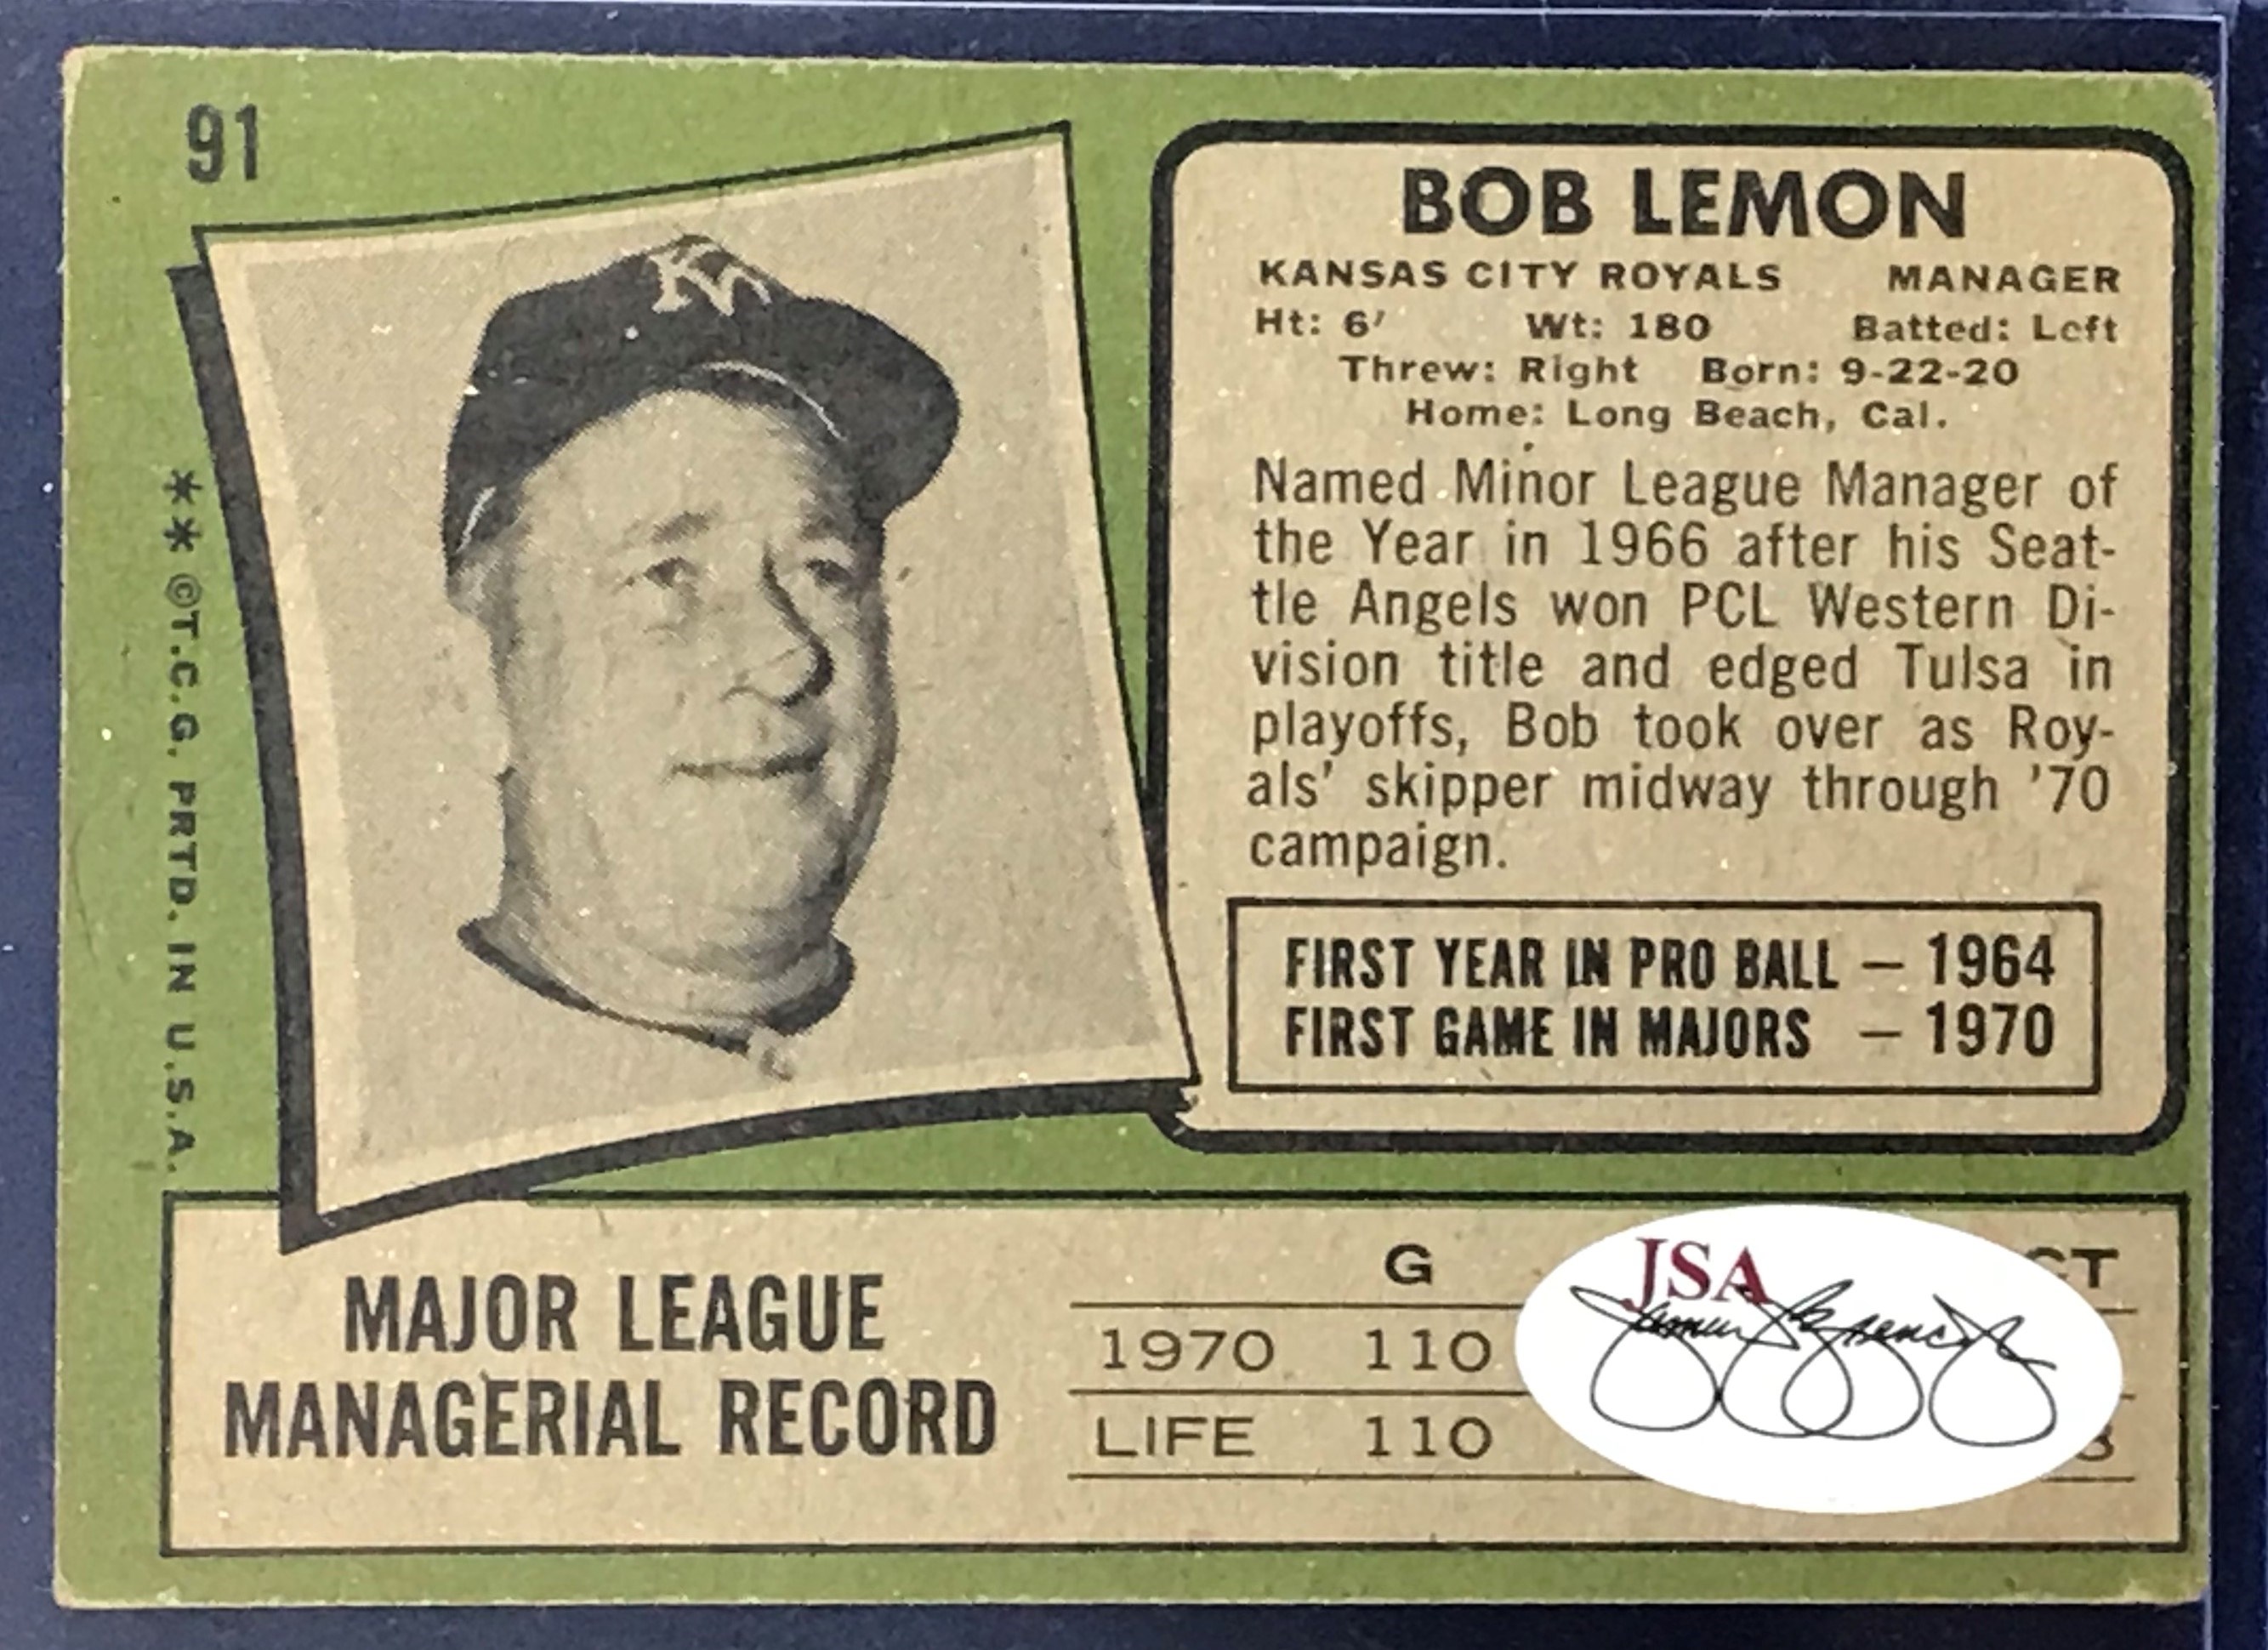 91
BOB LEMON
KANSAS CITY ROYALS MANAGER
Ht: 6' Wt: 180 Batted: Left
Threw: Right Born: 9-22-20
Home: Long Beach, Cal.
Named Minor League Manager of
the Year in 1966 after his Seat-
tle Angels won PCL Western Di-
vision title and edged Tulsa in
playoffs, Bob took over as Roy-
als' skipper midway through '70
campaign.
FIRST YEAR IN PRO BALL — 1964
FIRST GAME IN MAJORS — 1970
** ©T.C.G. PRTD. IN U.S.A.
MAJOR LEAGUE
MANAGERIAL RECORD
G CT
1970 110
LIFE 110
JSA
KC